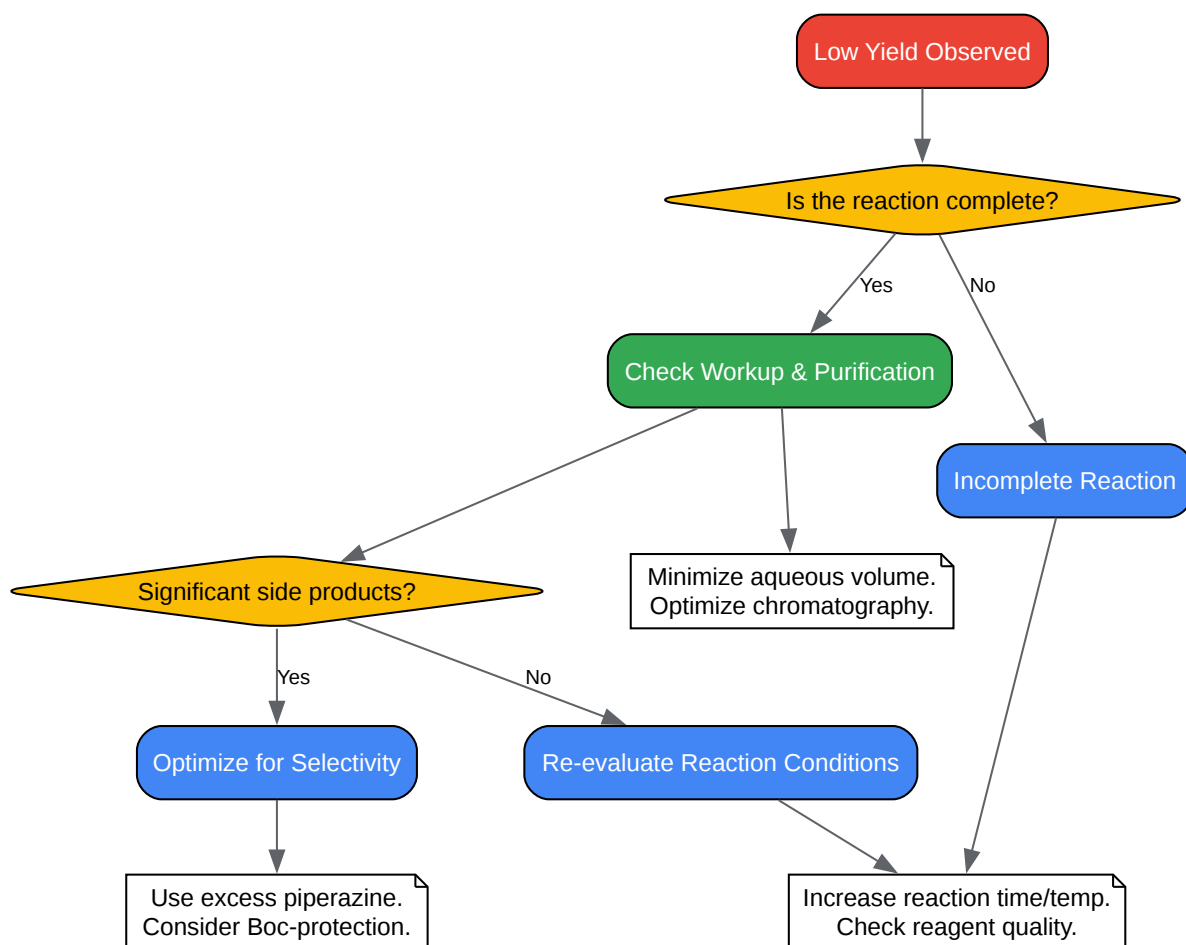 Low Yield Observed
Is the reaction complete?
Yes
No
Check Workup & Purification
Incomplete Reaction
Minimize aqueous volume.
Optimize chromatography.
Significant side products?
Yes
No
Optimize for Selectivity
Re-evaluate Reaction Conditions
Use excess piperazine.
Consider Boc-protection.
Increase reaction time/temp.
Check reagent quality.